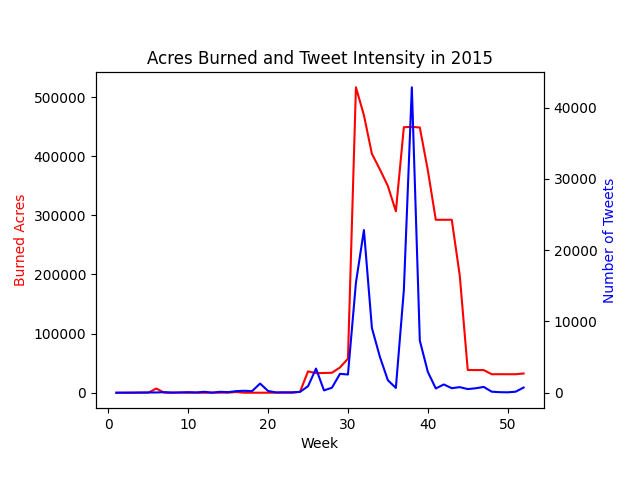 Acres Burned and Tweet Intensity in 2015
500000
400000
300000
200000
100000
0
Burned Acres
40000
30000
20000
10000
0
Number of Tweets
0 10 20 30 40 50
Week